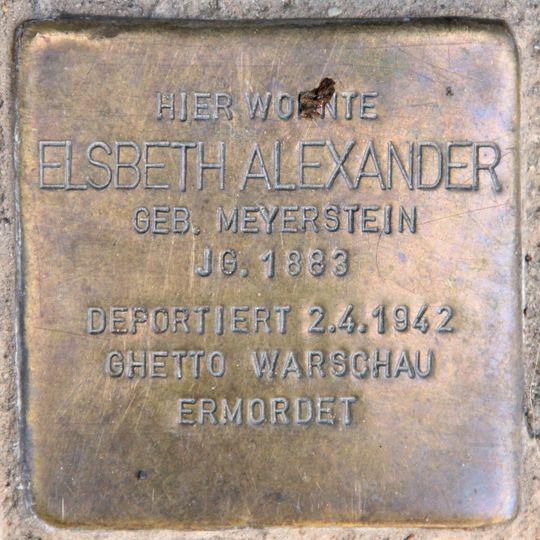 HIER WOHNTE
ELSBETH ALEXANDER
GEB. MEYERSTEIN
JG. 1883
DEPORTIERT 2.4.1942
GHETTO WARSCHAU
ERMORDET